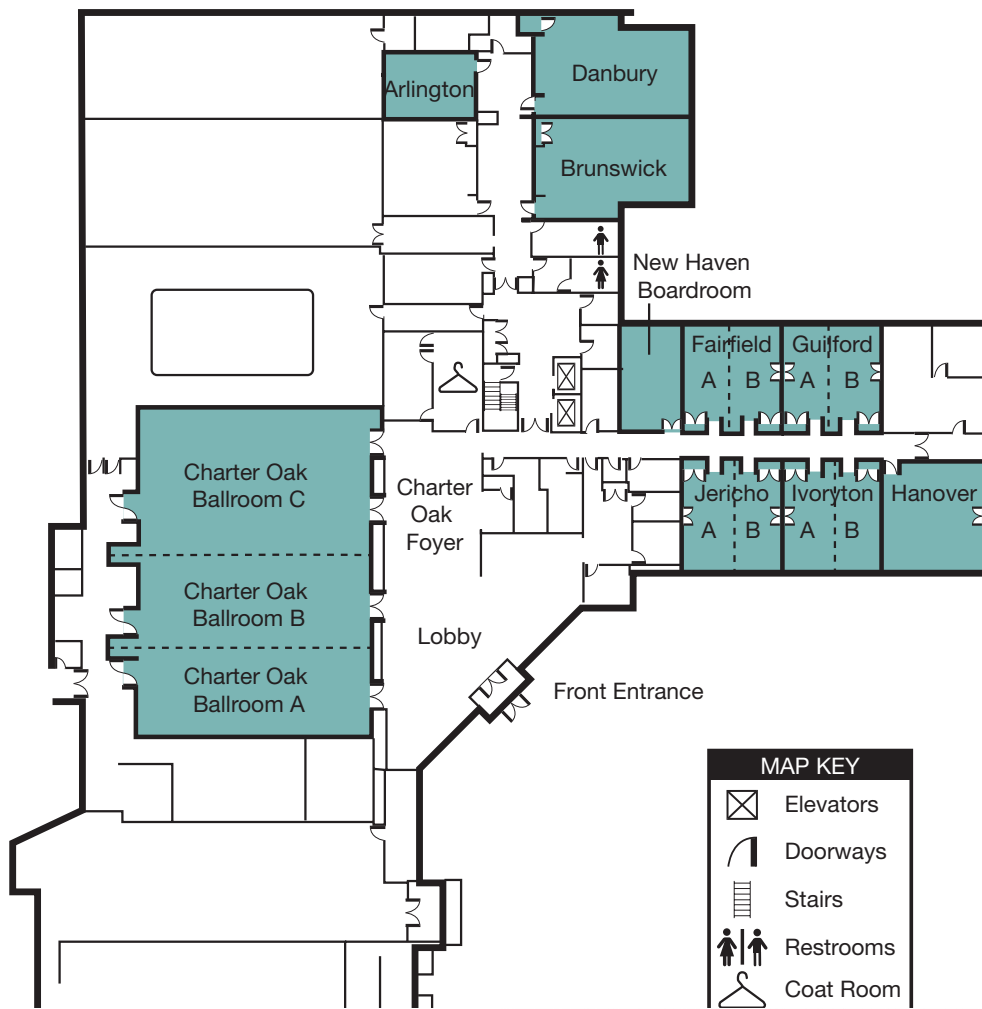 Danbury
Arlington
Brunswick
New Haven
Boardroom
Fairfield
A
B
Guilford
A
B
Charter Oak
Ballroom C
Charter
Oak
Foyer
Jericho
A
B
Ivoryton
A
B
Hanover
Charter Oak
Ballroom B
Lobby
Charter Oak
Ballroom A
Front Entrance
MAP KEY
Elevators
Doorways
Stairs
Restrooms
Coat Room